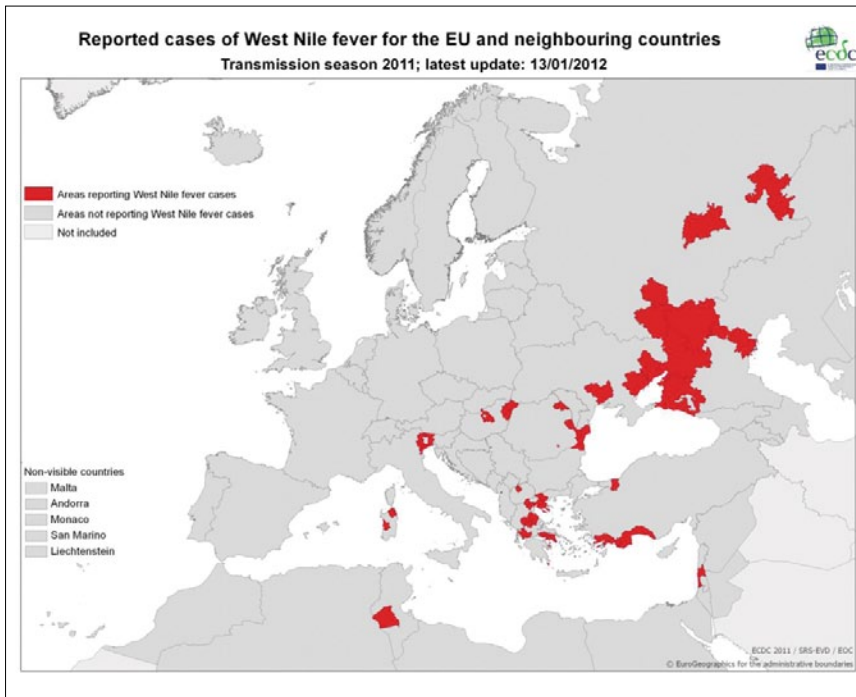 Reported cases of West Nile fever for the EU and neighbouring countries
Transmission season 2011; latest update: 13/01/2012
ecdc
Areas reporting West Nile fever cases
Areas not reporting West Nile fever cases
Not included
Non-visible countries
Malta
Andorra
Monaco
San Marino
Liechtenstein
ECDC 2011 / SRS-EVD / EOC
© EuroGeographics for the administrative boundaries